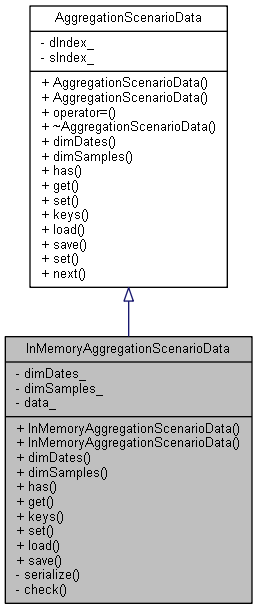 AggregationScenarioData
- dIndex_
- sIndex_
+ AggregationScenarioData()
+ AggregationScenarioData()
+ operator=()
+ ~AggregationScenarioData()
+ dimDates()
+ dimSamples()
+ has()
+ get()
+ set()
+ keys()
+ load()
+ save()
+ set()
+ next()
InMemoryAggregationScenarioData
- dimDates_
- dimSamples_
- data_
+ InMemoryAggregationScenarioData()
+ InMemoryAggregationScenarioData()
+ dimDates()
+ dimSamples()
+ has()
+ get()
+ keys()
+ set()
+ load()
+ save()
- serialize()
- check()